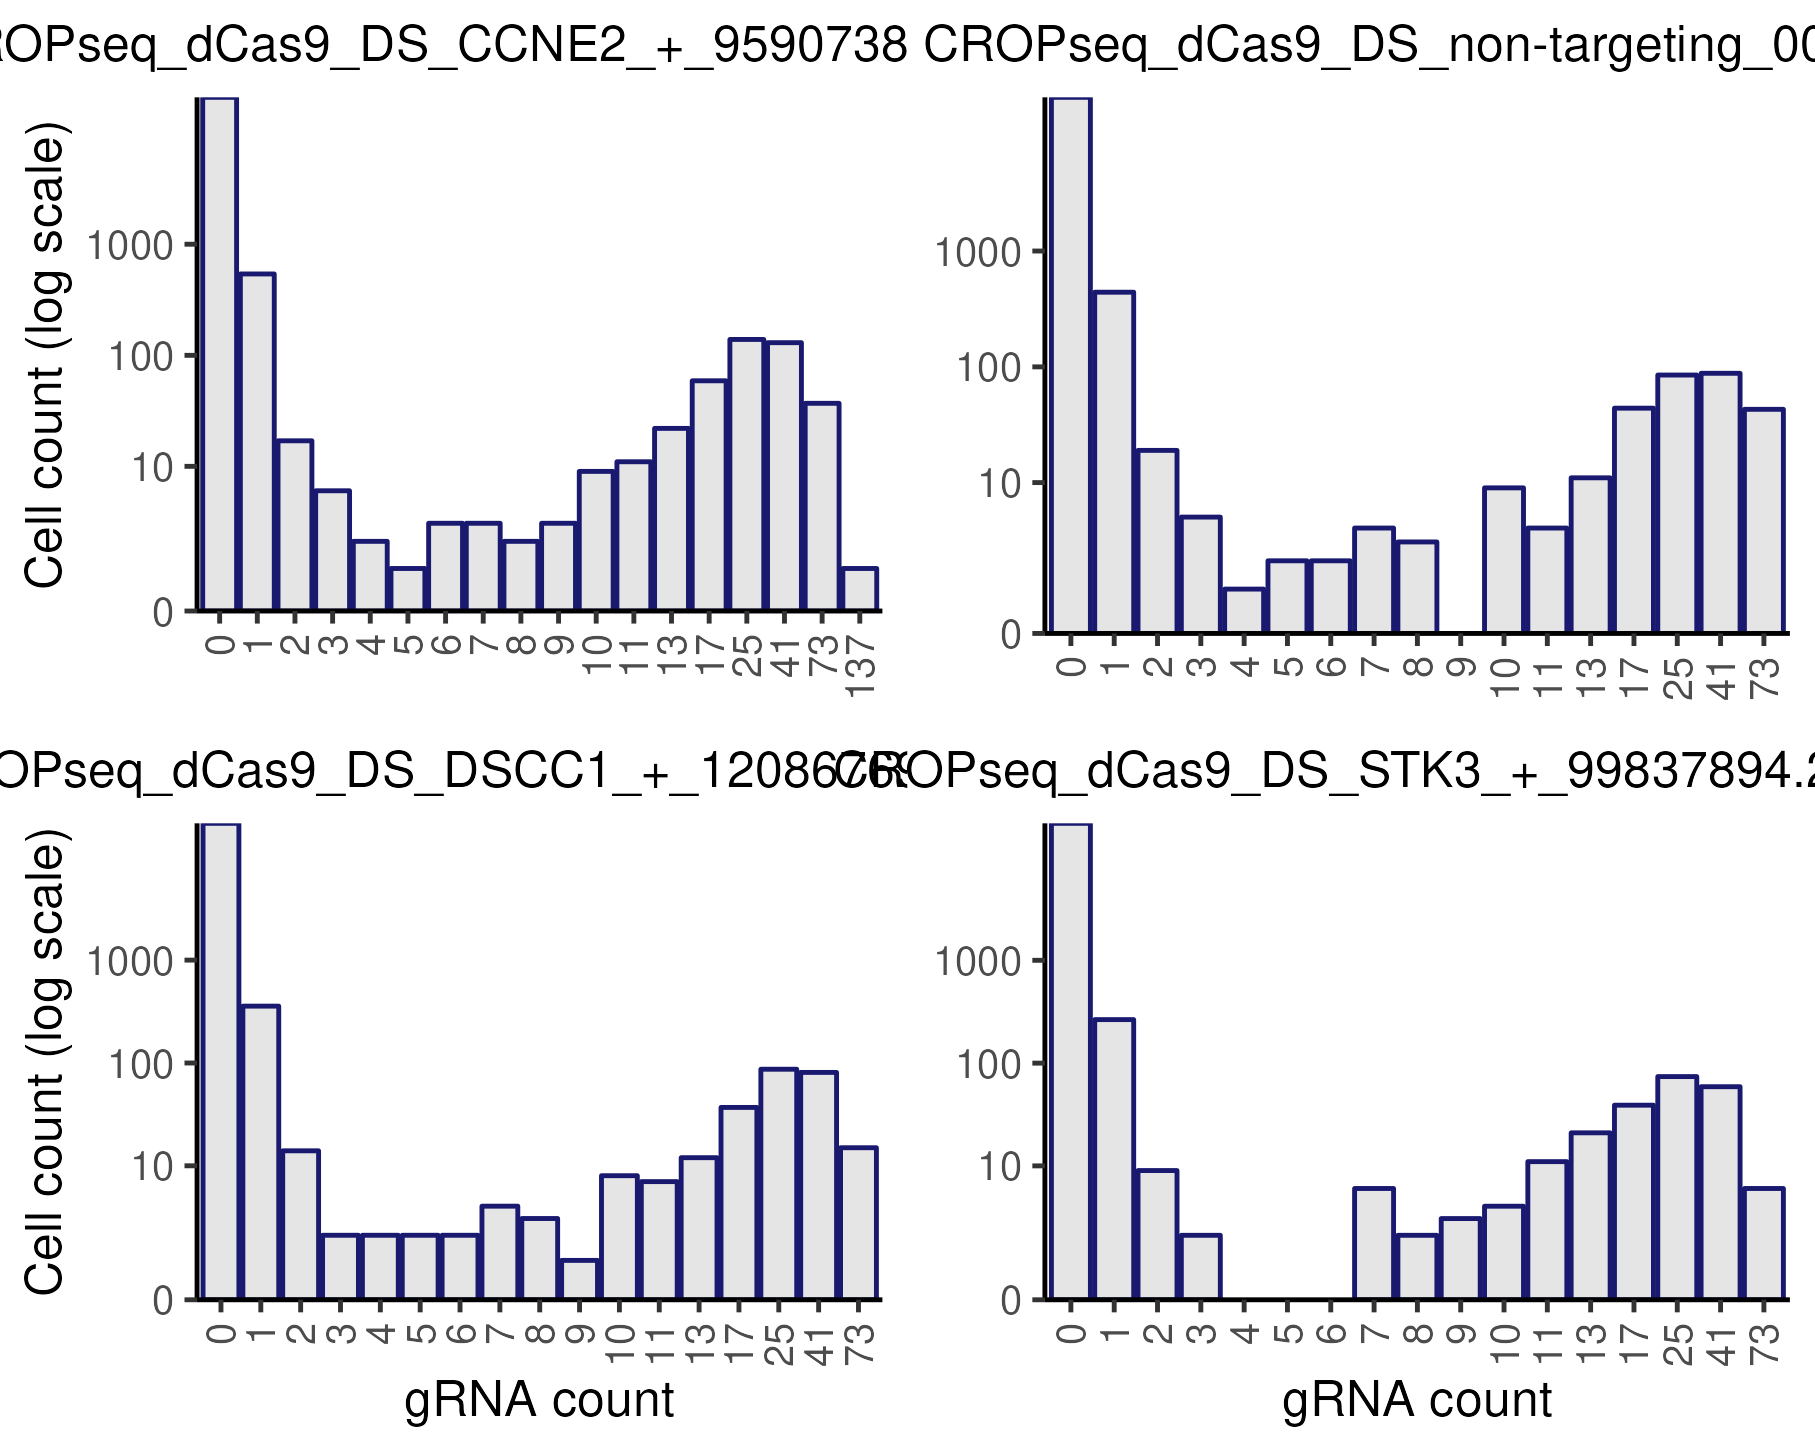 ROPseq_dCas9_DS_CCNE2_+_9590738
CROPseq_dCas9_DS_non-targeting_00
Cell count (log scale)
1000
100
10
0
0 1 2 3 4 5 6 7 8 9 10 11 13 17 25 41 73 137
1000
100
10
0
0 1 2 3 4 5 6 7 8 9 10 11 13 17 25 41 73
OPseq_dCas9_DS_DSCC1_+_120867
CROPseq_dCas9_DS_STK3_+_99837894.2
Cell count (log scale)
1000
100
10
0
0 1 2 3 4 5 6 7 8 9 10 11 13 17 25 41 73
gRNA count
1000
100
10
0
0 1 2 3 4 5 6 7 8 9 10 11 13 17 25 41 73
gRNA count